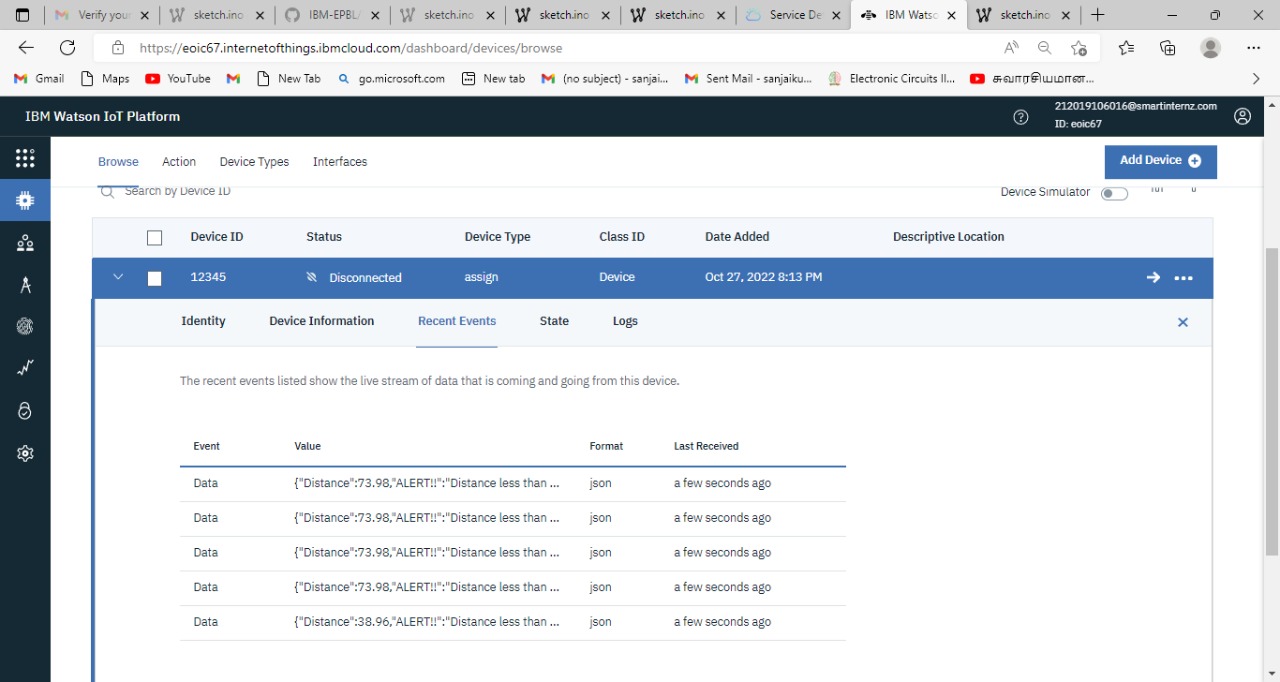 Verify your
sketch.ino
IBM-EPBL/
sketch.ino
sketch.ino
sketch.ino
Service De
IBM Watso
sketch.ino
https://eoic67.internetofthings.ibmcloud.com/dashboard/devices/browse
Gmail Maps YouTube New Tab go.microsoft.com New tab (no subject) - sanjai... Sent Mail - sanjaiku... Electronic Circuits II... சுவாரசியமான...
IBM Watson IoT Platform
212019106016@smartinternz.com
ID: eoic67
Browse Action Device Types Interfaces
Add Device
Search by Device ID
Device Simulator
Device ID Status Device Type Class ID Date Added Descriptive Location
12345 Disconnected assign Device Oct 27, 2022 8:13 PM
Identity Device Information Recent Events State Logs
The recent events listed show the live stream of data that is coming and going from this device.
Event Value Format Last Received
Data {"Distance":73.98,"ALERT!!":"Distance less than ... json a few seconds ago
Data {"Distance":73.98,"ALERT!!":"Distance less than ... json a few seconds ago
Data {"Distance":73.98,"ALERT!!":"Distance less than ... json a few seconds ago
Data {"Distance":73.98,"ALERT!!":"Distance less than ... json a few seconds ago
Data {"Distance":38.96,"ALERT!!":"Distance less than ... json a few seconds ago